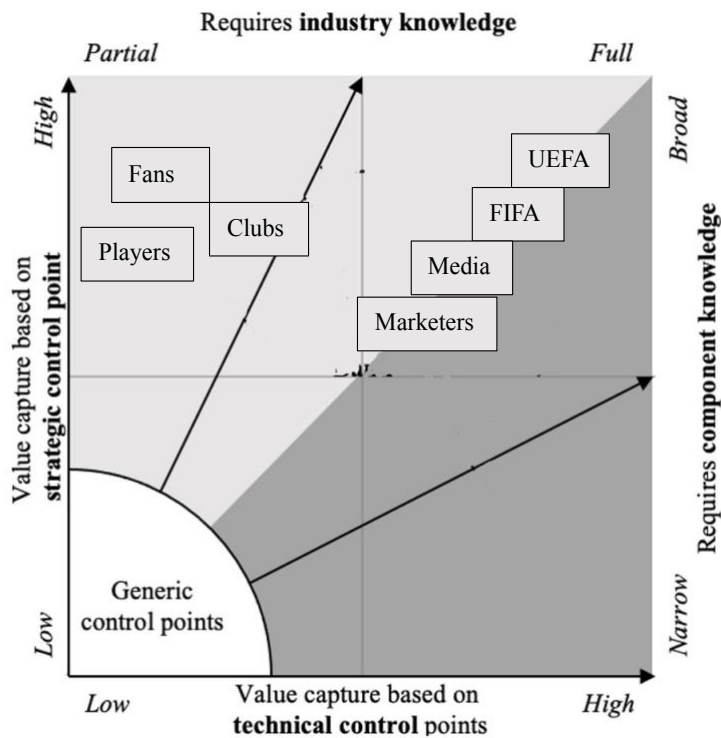 Requires industry knowledge
Partial
Full
High
Broad
Fans
UEFA
FIFA
Clubs
Players
Media
Marketers
Value capture based on
strategic control point
Requires component knowledge
Generic
control points
Low
Narrow
Low
Value capture based on
technical control points
High